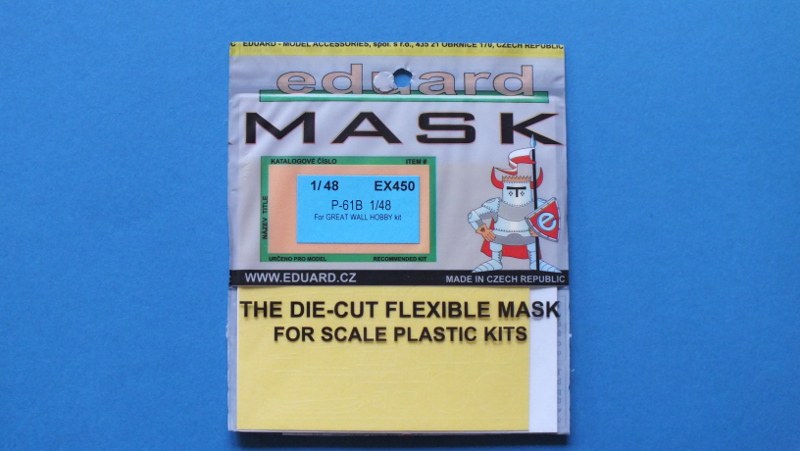 C EDUARD - MODEL ACCESSORIES, spol. s r.o., 435 21 OBRNICE 170, CZECH REPUBLIC
eduard
MASK
KATALOGOVÉ ČÍSLO ITEM #
1/48 EX450
P-61B 1/48
For GREAT WALL HOBBY kit
NÁZEV TITLE
URČENO PRO MODEL RECOMMENDED KIT
e
WWW.EDUARD.CZ MADE IN CZECH REPUBLIC
THE DIE-CUT FLEXIBLE MASK
FOR SCALE PLASTIC KITS